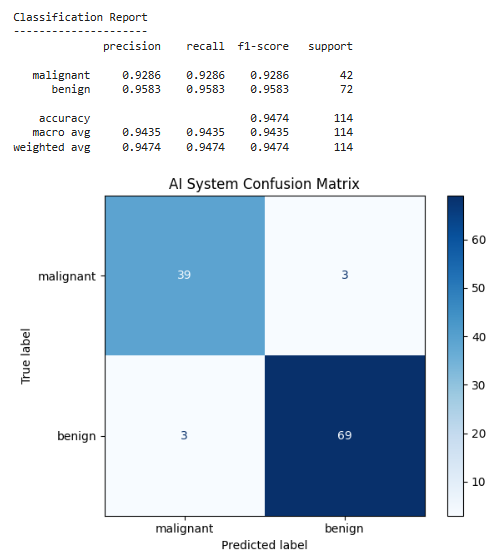 Classification Report
---------------------
precision recall f1-score support
malignant 0.9286 0.9286 0.9286 42
benign 0.9583 0.9583 0.9583 72
accuracy 0.9474 114
macro avg 0.9435 0.9435 0.9435 114
weighted avg 0.9474 0.9474 0.9474 114
AI System Confusion Matrix
malignant 39 3
benign 3 69
malignant benign
Predicted label
True label
60
50
40
30
20
10